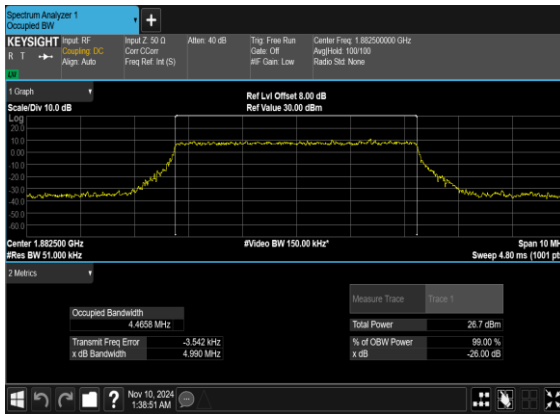 Spectrum Analyzer 1
Occupied BW
+
KEYSIGHT Input: RF Input Z: 50 Ω Atten: 40 dB Trig: Free Run Center Freq: 1.882500000 GHz
R T Coupling: DC Corr CCorr Gate: Off Avg|Hold: 100/100
Align: Auto Freq Ref: Int (S) #IF Gain: Low Radio Std: None
1 Graph
Ref Lvl Offset 8.00 dB
Scale/Div 10.0 dB Ref Value 30.00 dBm
Log
20.0
10.0
0.00
-10.0
-20.0
-30.0
-40.0
-50.0
-60.0
Center 1.882500 GHz #Video BW 150.00 kHz* Span 10 MH
#Res BW 51.000 kHz Sweep 4.80 ms (1001 pt
2 Metrics
Measure Trace Trace 1
Occupied Bandwidth
4.4658 MHz
Total Power 26.7 dBm
Transmit Freq Error -3.542 kHz % of OBW Power 99.00 %
x dB Bandwidth 4.990 MHz x dB -26.00 dB
?
Nov 10, 2024
1:38:51 AM